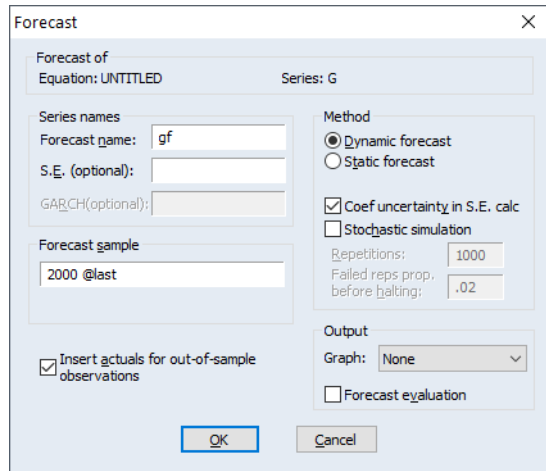 Forecast
Forecast of
Equation: UNTITLED Series: G
Series names
Forecast name: gf
S.E. (optional):
GARCH(optional):
Forecast sample
2000 @last
Insert actuals for out-of-sample
observations
Method
Dynamic forecast
Static forecast
Coef uncertainty in S.E. calc
Stochastic simulation
Repetitions: 1000
Failed reps prop.
before halting: .02
Output
Graph: None
Forecast evaluation
OK Cancel